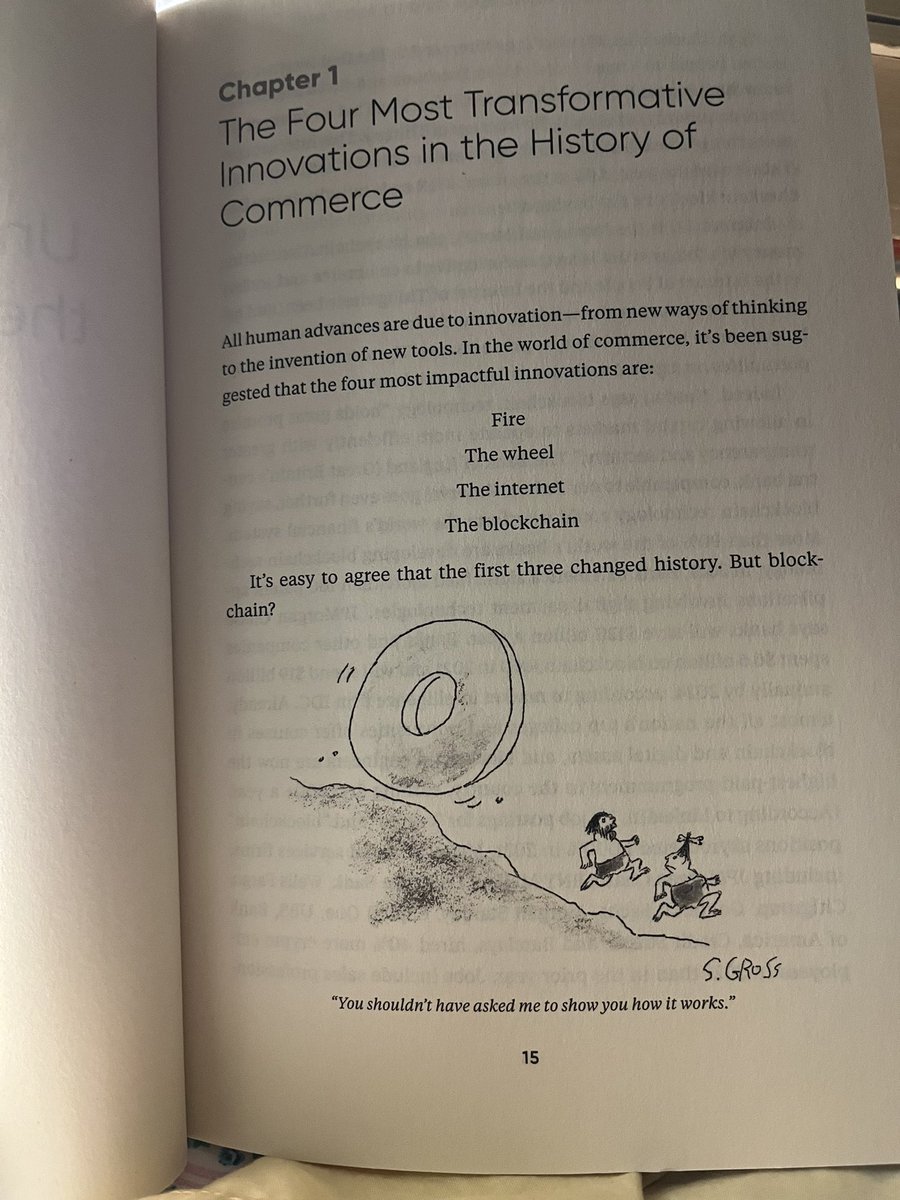 Chapter 1
The Four Most Transformative
Innovations in the History of
Commerce
All human advances are due to innovation—from new ways of thinking
to the invention of new tools. In the world of commerce, it's been sug-
gested that the four most impactful innovations are:
Fire
The wheel
The internet
The blockchain
It's easy to agree that the first three changed history. But block-
chain?
S. GROSS
“You shouldn't have asked me to show you how it works.”
15